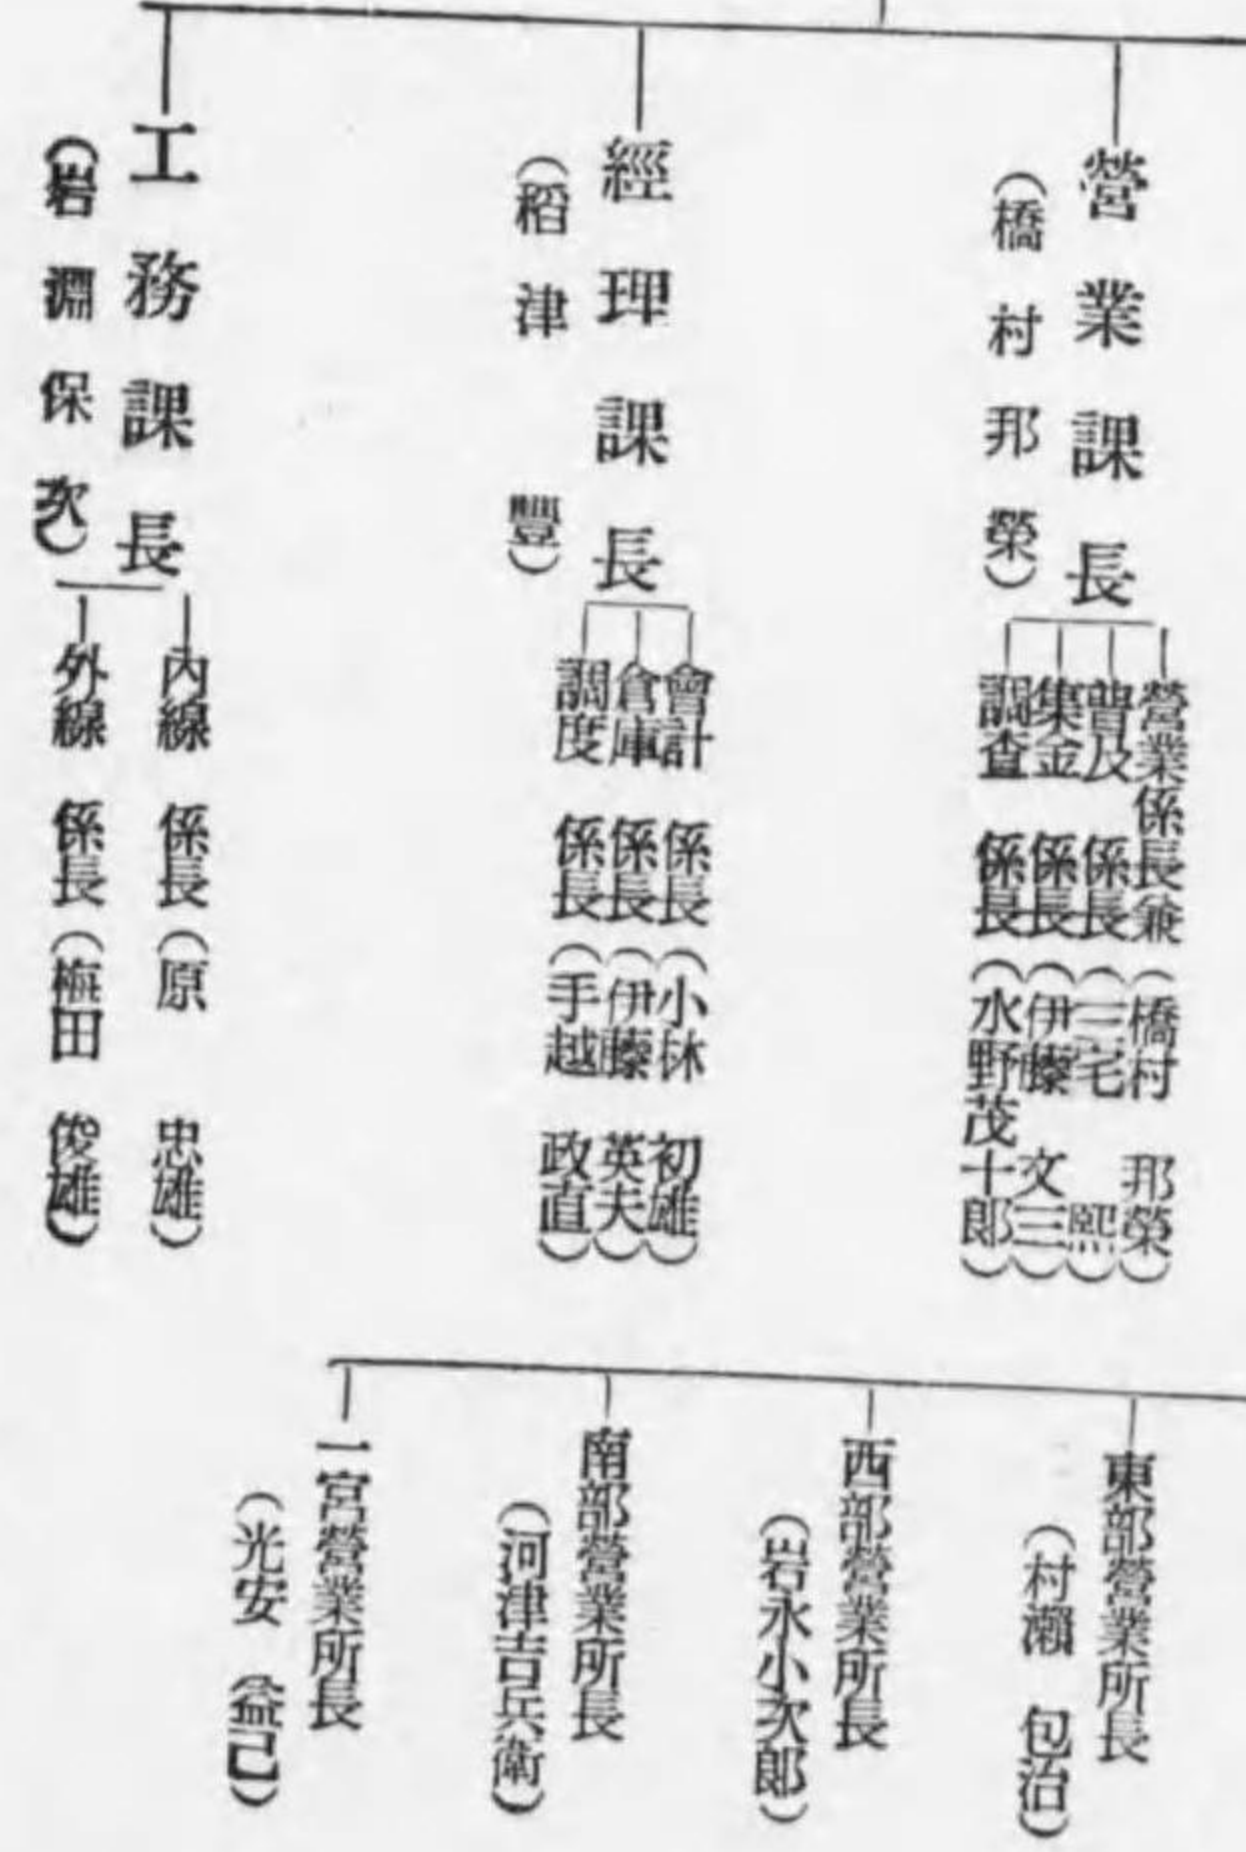 營業課長
（橋村邦榮）
營業係長兼（橋村 邦榮）
普及 係長（三宅 熙）
集金 係長（伊藤 文三）
調査 係長（水野茂十郎）
經理課長
（稻津 豐）
會計 係長（小林 初雄）
倉庫 係長（伊藤 英夫）
調度 係長（手越 政直）
工務課長
（岩淵保次）
內線 係長（原 忠雄）
外線 係長（梅田 俊雄）
東部營業所長
（村瀨 包治）
西部營業所長
（岩永小次郎）
南部營業所長
（河津吉兵衛）
一宮營業所長
（光安 益己）